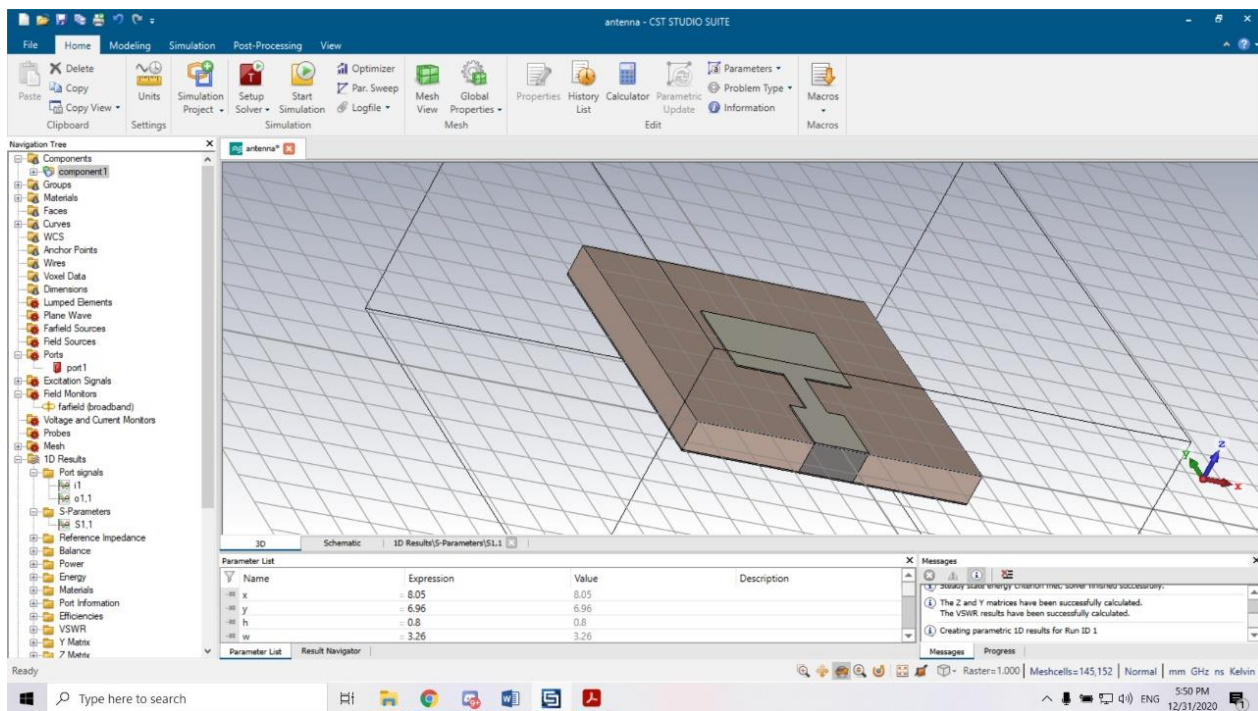 antenna - CST STUDIO SUITE
File Home Modeling Simulation Post-Processing View
Paste
Delete
Copy
Copy View
Clipboard
Units
Settings
Simulation Project
Setup Solver
Start Simulation
Optimizer
Par. Sweep
Logfile
Simulation
Mesh View
Global Properties
Mesh
Properties
History List
Calculator
Parametric Update
Parameters
Problem Type
Information
Edit
Macros
Macros
Navigation Tree
Components
component1
Groups
Materials
Faces
Curves
WCS
Anchor Points
Wires
Voxel Data
Dimensions
Lumped Elements
Plane Wave
Farfield Sources
Field Sources
Ports
port1
Excitation Signals
Field Monitors
farfield (broadband)
Voltage and Current Monitors
Probes
Mesh
1D Results
Port signals
i1
o1,1
S-Parameters
S1,1
Reference Impedance
Balance
Power
Energy
Materials
Port Information
Efficiencies
VSWR
Y Matrix
Z Matrix
antenna*
z
y
x
3D Schematic 1D Results\S-Parameters\S1,1
Parameter List
Name Expression Value Description
x = 8.05 8.05
y = 6.96 6.96
h = 0.8 0.8
w = 3.26 3.26
Parameter List Result Navigator
Messages
Steady state energy criterion met, solver finished successfully.
The Z and Y matrices have been successfully calculated.
The VSWR results have been successfully calculated.
Creating parametric 1D results for Run ID 1
Messages Progress
Ready
Raster=1.000 Meshcells=145,152 Normal mm GHz ns Kelvin
Type here to search
ENG
5:50 PM
12/31/2020